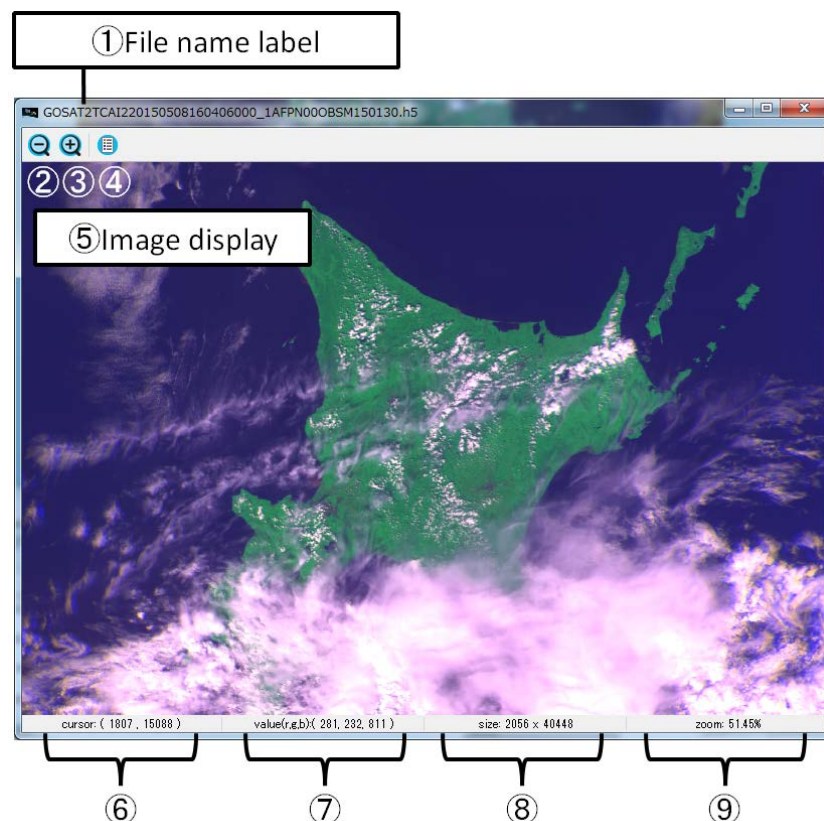 ①File name label
GOSAT2TCAI220150508160406000_1AFPN00OBSM150130.h5
②③④
⑤Image display
cursor: ( 1807 , 15088 ) value(r,g,b):( 281, 232, 811 ) size: 2056 x 40448 zoom: 51.45%
⑥ ⑦ ⑧ ⑨